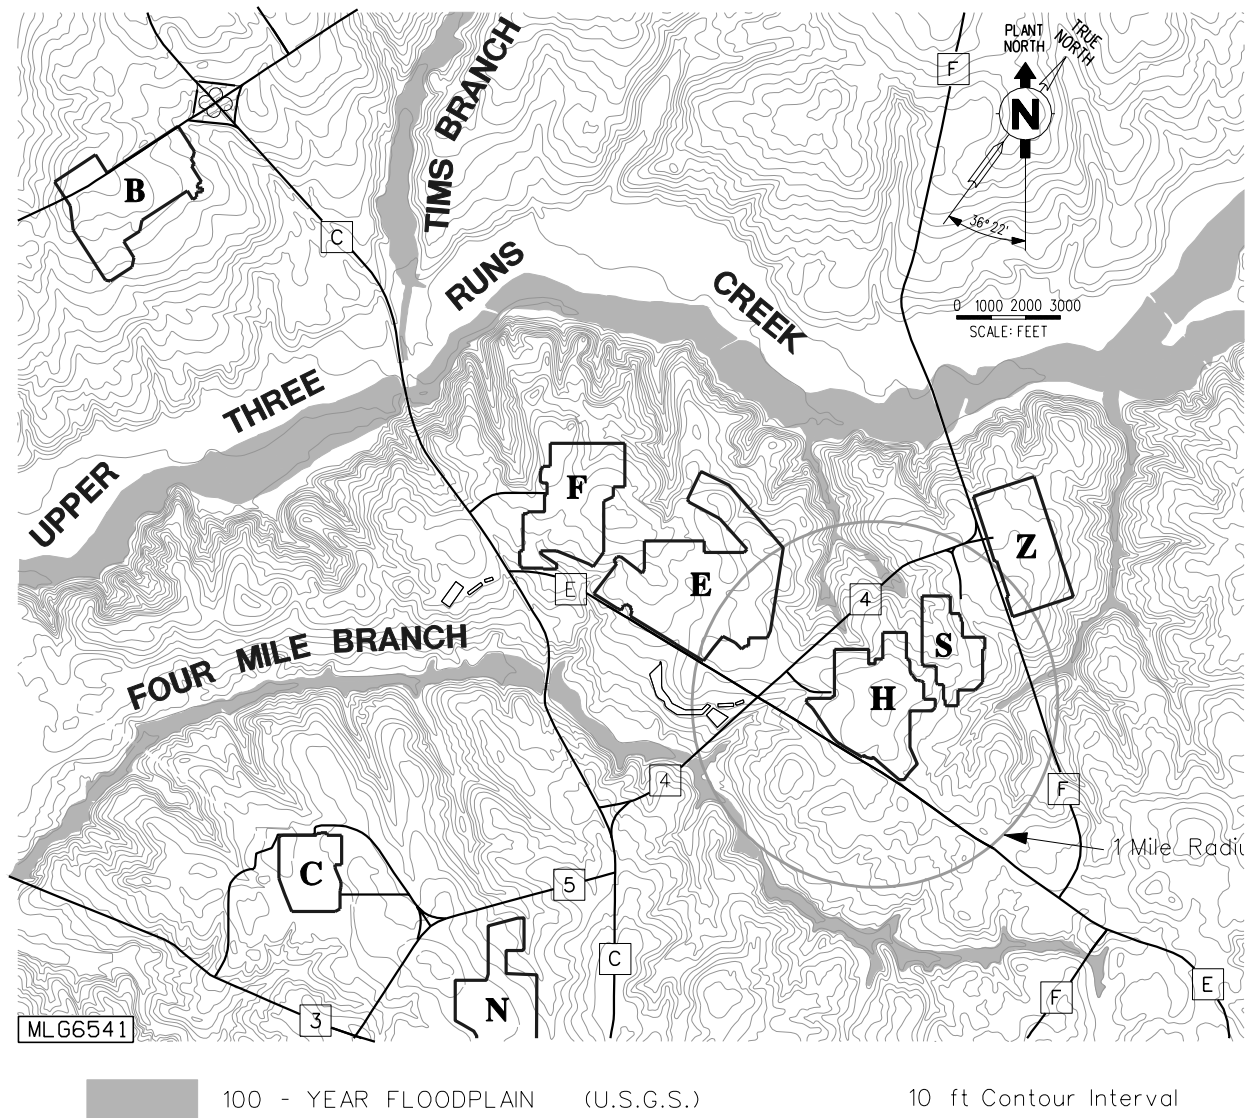 PLANT
NORTH
TRUE
NORTH
N
36° 22'
0 1000 2000 3000
SCALE: FEET
TIMS BRANCH
UPPER THREE RUNS CREEK
FOUR MILE BRANCH
B
C
F
F
E
E
Z
4
S
H
4
F
1 Mile Radiu
C
5
C
N
3
F
E
MLG6541
100 - YEAR FLOODPLAIN (U.S.G.S.)
10 ft Contour Interval